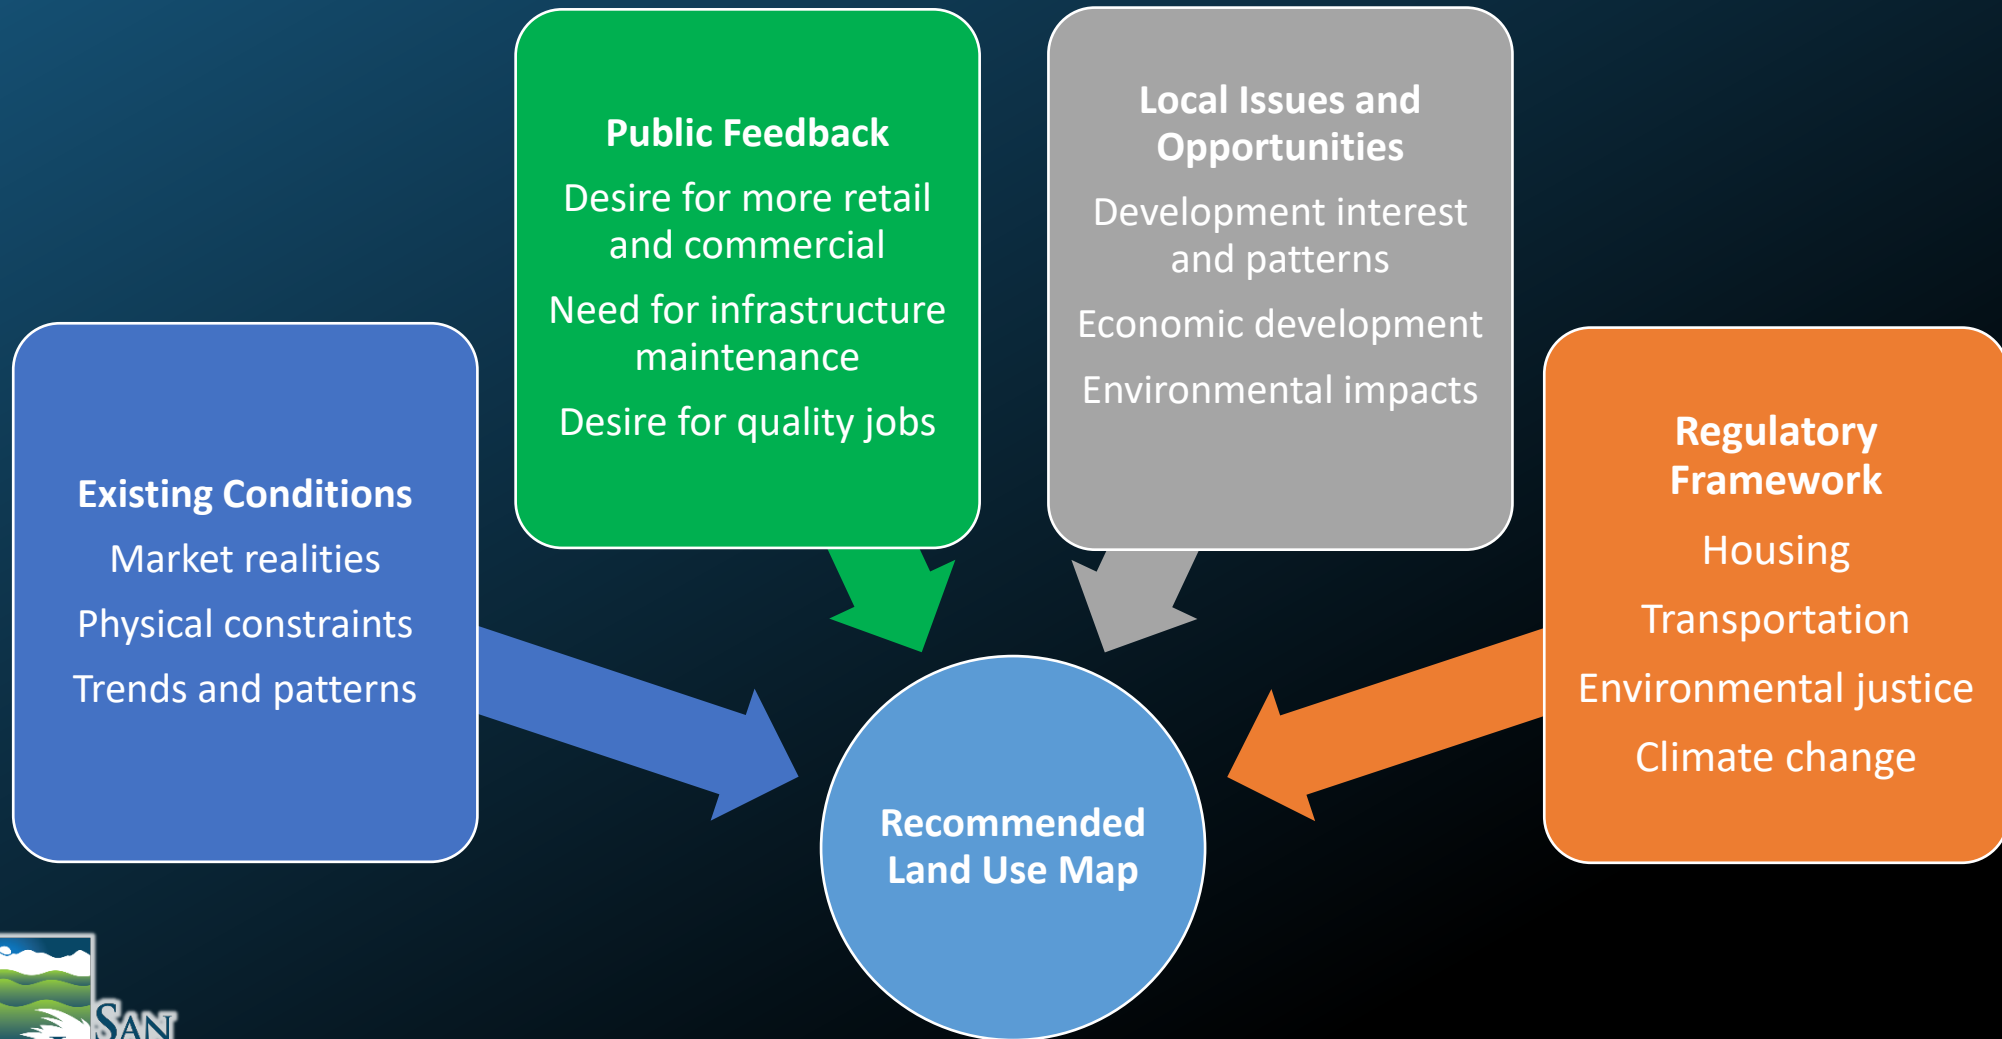 Public Feedback
Desire for more retail
and commercial
Need for infrastructure
maintenance
Desire for quality jobs
Local Issues and
Opportunities
Development interest
and patterns
Economic development
Environmental impacts
Existing Conditions
Market realities
Physical constraints
Trends and patterns
Regulatory
Framework
Housing
Transportation
Environmental justice
Climate change
Recommended
Land Use Map
SAN